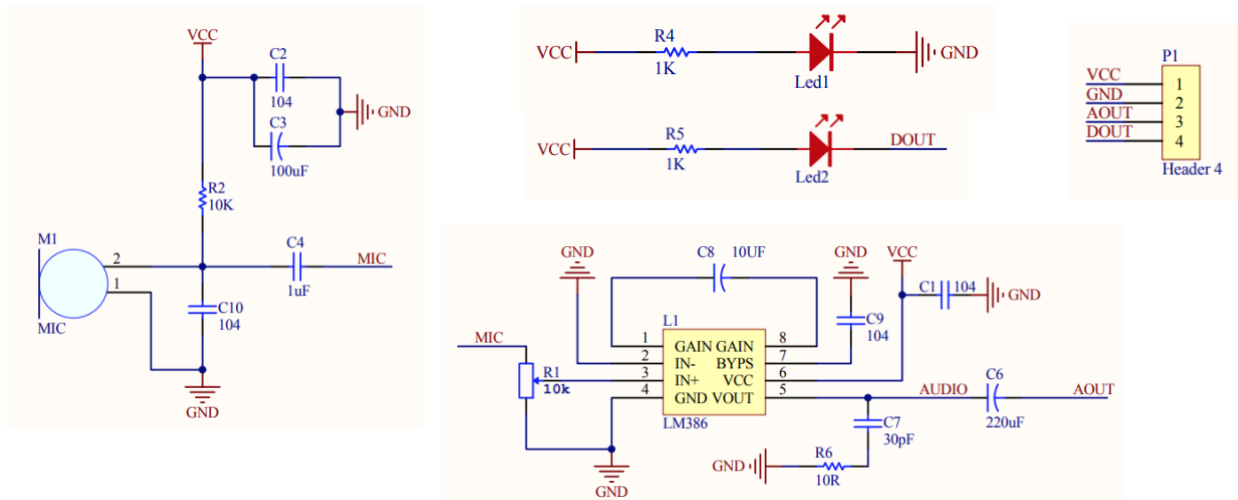 VCC
C2
104
GND
C3
100uF
R2
10K
M1
2
1
MIC
C4
1uF
MIC
C10
104
GND
VCC
R4
1K
Led1
GND
VCC
R5
1K
Led2
DOUT
P1
VCC 1
GND 2
AOUT 3
DOUT 4
Header 4
GND
C8 10UF
GND
VCC
C1 104
GND
C9
104
L1
1 GAIN GAIN 8
2 IN- BYPS 7
3 IN+ VCC 6
4 GND VOUT 5
LM386
MIC
R1
10k
GND
AUDIO
C6
220uF
AOUT
C7
30pF
R6
10R
GND